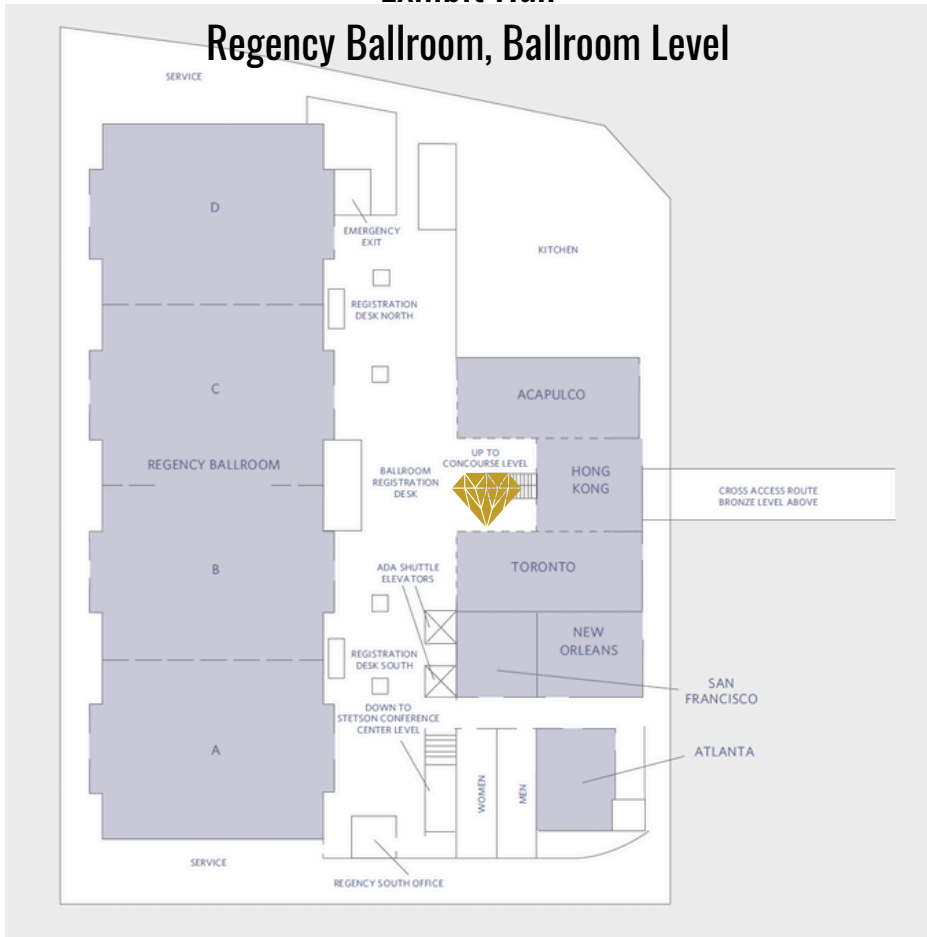 Exhibit Hall
Regency Ballroom, Ballroom Level
SERVICE
D
EMERGENCY
EXIT
KITCHEN
REGISTRATION
DESK NORTH
C
ACAPULCO
REGENCY BALLROOM
UP TO
CONCOURSE LEVEL
BALLROOM
REGISTRATION
DESK
HONG
KONG
CROSS ACCESS ROUTE
BRONZE LEVEL ABOVE
B
ADA SHUTTLE
ELEVATORS
TORONTO
NEW
ORLEANS
REGISTRATION
DESK SOUTH
SAN
FRANCISCO
DOWN TO
STETSON CONFERENCE
CENTER LEVEL
A
ATLANTA
WOMEN
MEN
SERVICE
REGENCY SOUTH OFFICE